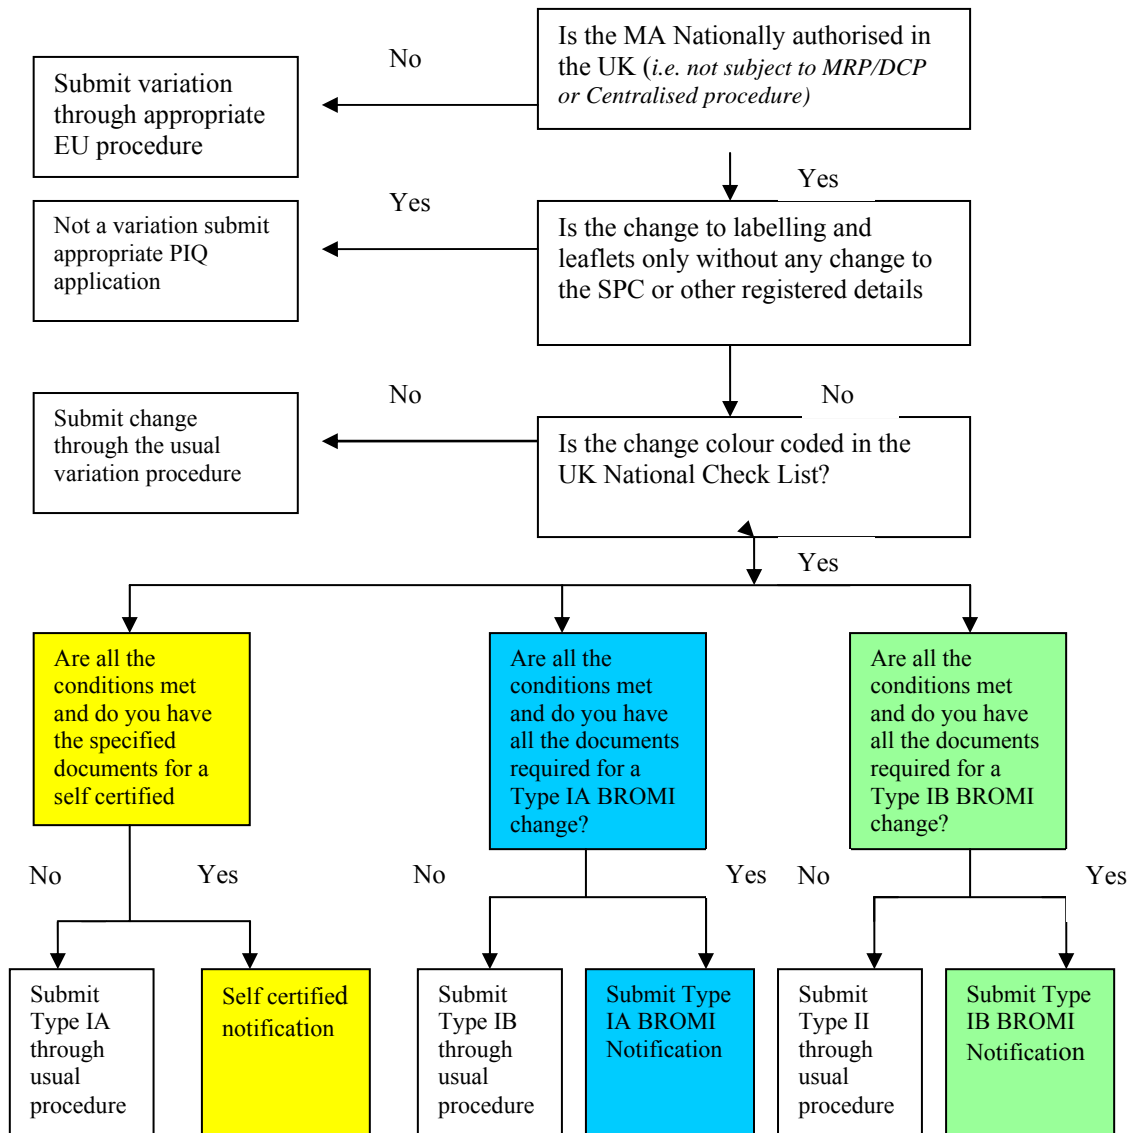 Is the MA Nationally authorised in
the UK (i.e. not subject to MRP/DCP
or Centralised procedure)
No
Submit variation
through appropriate
EU procedure
Yes
Yes
Not a variation submit
appropriate PIQ
application
Is the change to labelling and
leaflets only without any change to
the SPC or other registered details
No
No
Submit change
through the usual
variation procedure
Is the change colour coded in the
UK National Check List?
Yes
Are all the
conditions met
and do you have
the specified
documents for a
self certified
Are all the
conditions met
and do you have
all the documents
required for a
Type IA BROMI
change?
Are all the
conditions met
and do you have
all the documents
required for a
Type IB BROMI
change?
No
Yes
No
Yes
No
Yes
Submit
Type IA
through
usual
procedure
Self certified
notification
Submit
Type IB
through
usual
procedure
Submit Type
IA BROMI
Notification
Submit
Type II
through
usual
procedure
Submit Type
IB BROMI
Notification